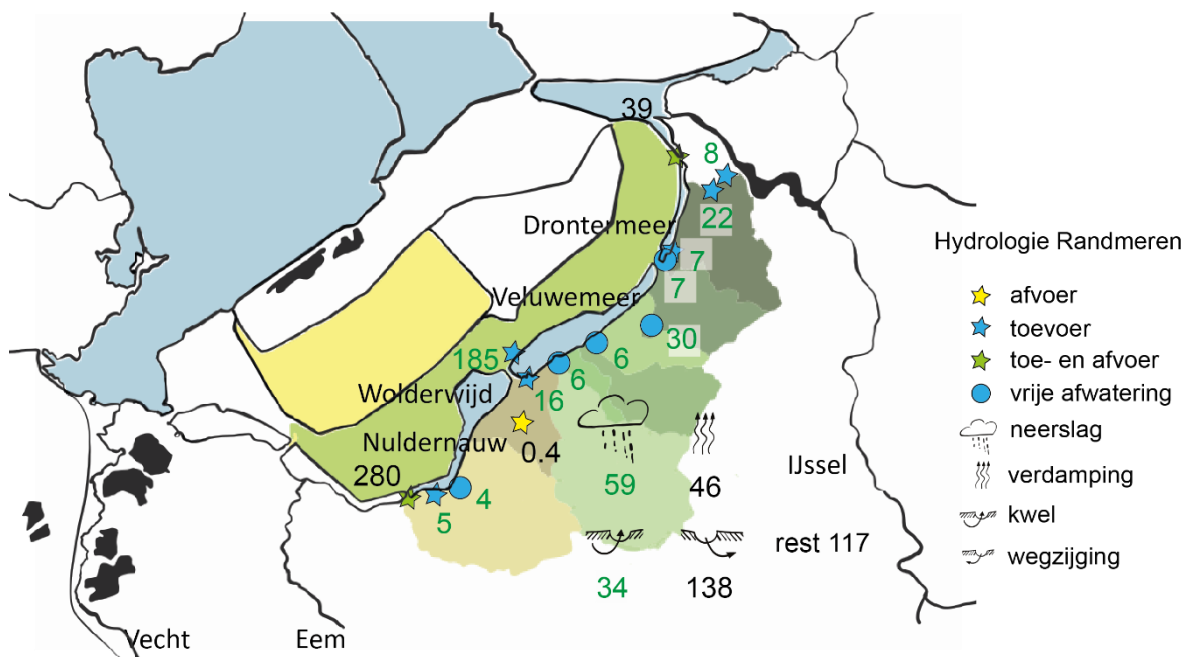 39
8
22
Drontermeer
7
7
Veluwemeer
30
6
185
6
Wolderwijd
16
Nuldernauw
0.4
280
59
46
4
5
IJssel
rest 117
34
138
Vecht
Eem
Hydrologie Randmeren
afvoer
toevoer
toe- en afvoer
vrije afwatering
neerslag
verdamping
kwel
wegzijging